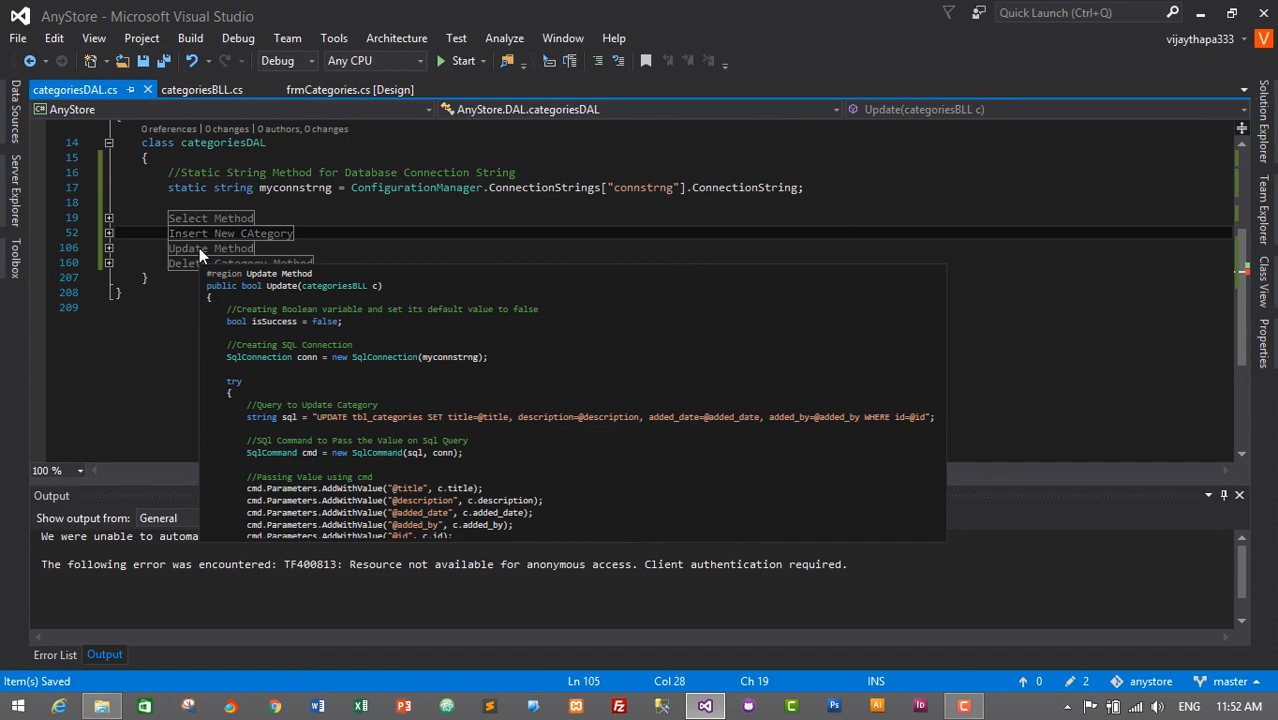 AnyStore - Microsoft Visual Studio
Quick Launch (Ctrl+Q)
File Edit View Project Build Debug Team Tools Architecture Test Analyze Window Help
vijaythapa333 V
Debug Any CPU Start
categoriesDAL.cs categoriesBLL.cs frmCategories.cs [Design]
AnyStore AnyStore.DAL.categoriesDAL Update(categoriesBLL c)
Data Sources
Server Explorer
Toolbox
Solution Explorer
Team Explorer
Class View
Properties
{
0 references | 0 changes | 0 authors, 0 changes
14 class categoriesDAL
15 {
16 //Static String Method for Database Connection String
17 static string myconnstrng = ConfigurationManager.ConnectionStrings["connstrng"].ConnectionString;
18
19 Select Method
52 Insert New CAtegory
106 Update Method
160 Delete Category Method
207 }
208 }
209
#region Update Method
public bool Update(categoriesBLL c)
{
//Creating Boolean variable and set its default value to false
bool isSuccess = false;
//Creating SQL Connection
SqlConnection conn = new SqlConnection(myconnstrng);
try
{
//Query to Update Category
string sql = "UPDATE tbl_categories SET title=@title, description=@description, added_date=@added_date, added_by=@added_by WHERE id=@id";
//SQl Command to Pass the Value on Sql Query
SqlCommand cmd = new SqlCommand(sql, conn);
//Passing Value using cmd
cmd.Parameters.AddWithValue("@title", c.title);
cmd.Parameters.AddWithValue("@description", c.description);
cmd.Parameters.AddWithValue("@added_date", c.added_date);
cmd.Parameters.AddWithValue("@added_by", c.added_by);
cmd.Parameters.AddWithValue("@id", c.id);
100 %
Output
Show output from: General
We were unable to automa
The following error was encountered: TF400813: Resource not available for anonymous access. Client authentication required.
Error List Output
Item(s) Saved Ln 105 Col 28 Ch 19 INS 0 2 anystore master
ENG 11:52 AM